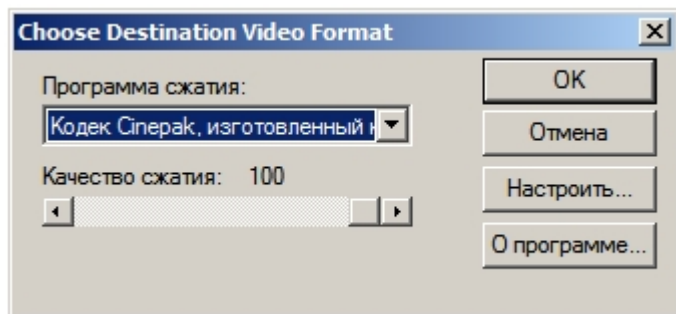 Choose Destination Video Format
Программа сжатия:
Кодек Cinepak, изготовленный
Качество сжатия: 100
OK
Отмена
Настроить...
О программе...